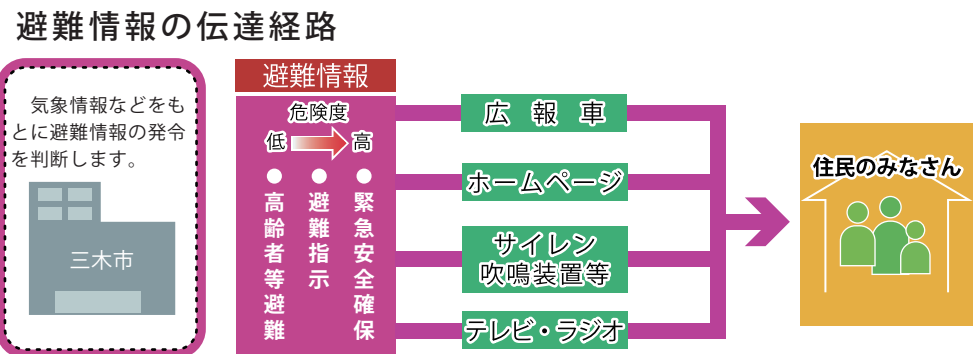 避難情報の伝達経路
気象情報などをも
とに避難情報の発令
を判断します。
三木市
避難情報
危険度
低
高
●高齢者等避難
●避難指示
●緊急安全確保
広報車
ホームページ
サイレン
吹鳴装置等
テレビ・ラジオ
住民のみなさん